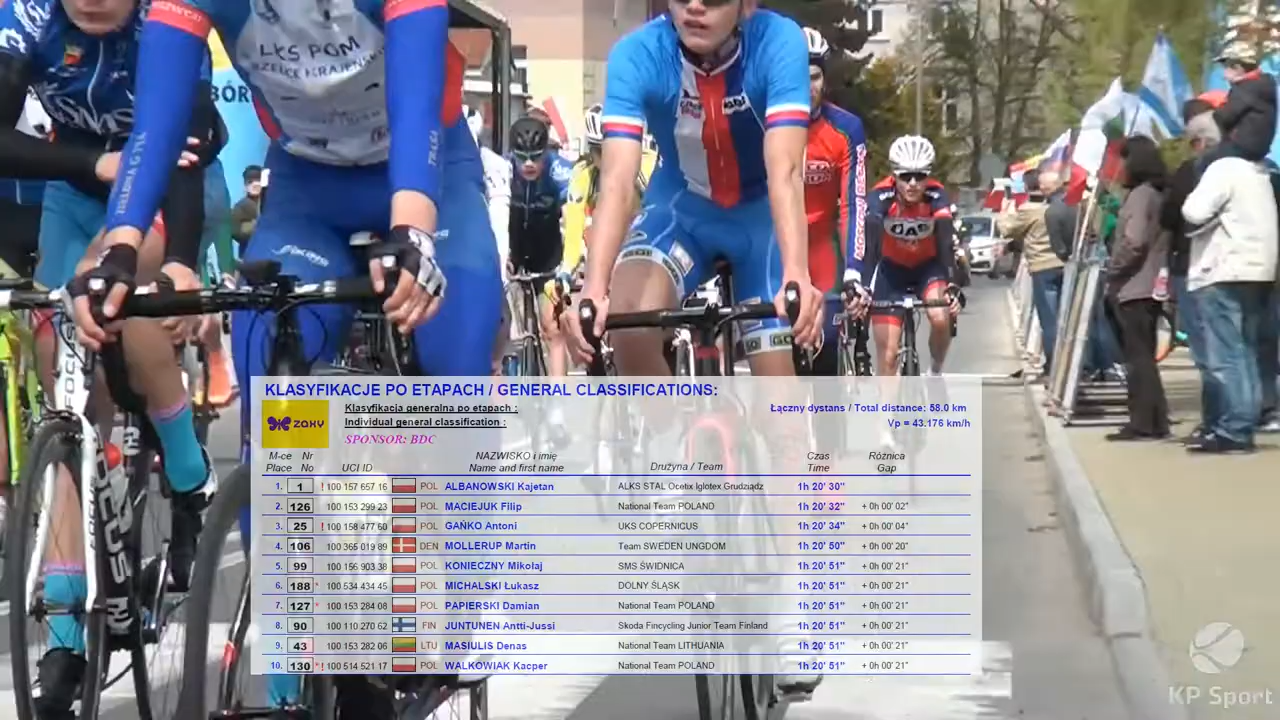 LKS POM
STRZELCE KRAJEŃSKIE
BÓR
ZIELONA GÓRA
FOCUS
FOCUS
MOSCOW REGION
GAS
KLASYFIKACJE PO ETAPACH / GENERAL CLASSIFICATIONS:
zaxy
Klasyfikacja generalna po etapach :
Individual general classification :
SPONSOR: BDC
Łączny dystans / Total distance: 58.0 km
Vp = 43.176 km/h
M-ce Nr NAZWISKO i imię Czas Różnica
Place No UCI ID Name and first name Drużyna / Team Time Gap
1. 1 ! 100 157 657 16 POL ALBANOWSKI Kajetan ALKS STAL Ocetix Iglotex Grudziądz 1h 20' 30"
2. 126 100 153 299 23 POL MACIEJUK Filip National Team POLAND 1h 20' 32" + 0h 00' 02"
3. 25 ! 100 158 477 60 POL GAŃKO Antoni UKS COPERNICUS 1h 20' 34" + 0h 00' 04"
4. 106 100 365 019 89 DEN MOLLERUP Martin Team SWEDEN UNGDOM 1h 20' 50" + 0h 00' 20"
5. 99 100 156 903 38 POL KONIECZNY Mikołaj SMS ŚWIDNICA 1h 20' 51" + 0h 00' 21"
6. 188 * 100 534 434 45 POL MICHALSKI Łukasz DOLNY ŚLĄSK 1h 20' 51" + 0h 00' 21"
7. 127 * 100 153 284 08 POL PAPIERSKI Damian National Team POLAND 1h 20' 51" + 0h 00' 21"
8. 90 100 110 270 62 FIN JUNTUNEN Antti-Jussi Skoda Fincycling Junior Team Finland 1h 20' 51" + 0h 00' 21"
9. 43 100 153 282 06 LTU MASIULIS Denas National Team LITHUANIA 1h 20' 51" + 0h 00' 21"
10. 130 *! 100 514 521 17 POL WALKOWIAK Kacper National Team POLAND 1h 20' 51" + 0h 00' 21"
KP Sport